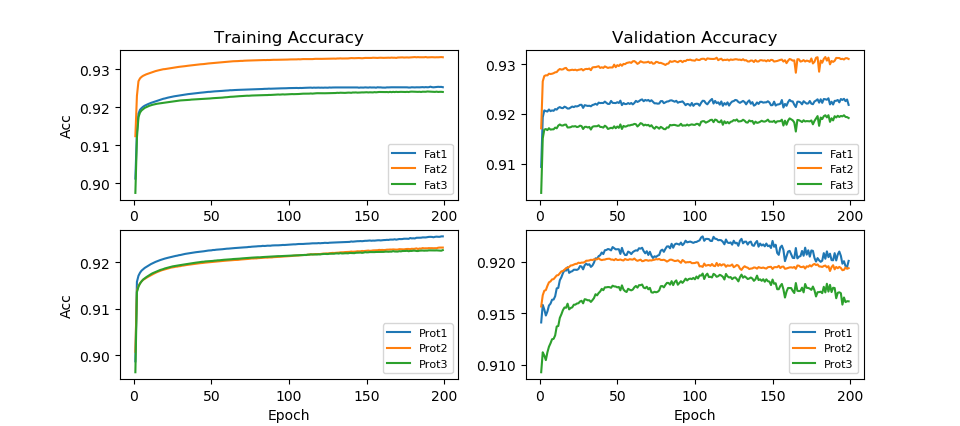 Training Accuracy
Acc
0.93
0.92
0.91
0.90
0 50 100 150 200
Fat1
Fat2
Fat3
Validation Accuracy
0.93
0.92
0.91
0 50 100 150 200
Fat1
Fat2
Fat3
Acc
0.92
0.91
0.90
0 50 100 150 200
Epoch
Prot1
Prot2
Prot3
0.920
0.915
0.910
0 50 100 150 200
Epoch
Prot1
Prot2
Prot3